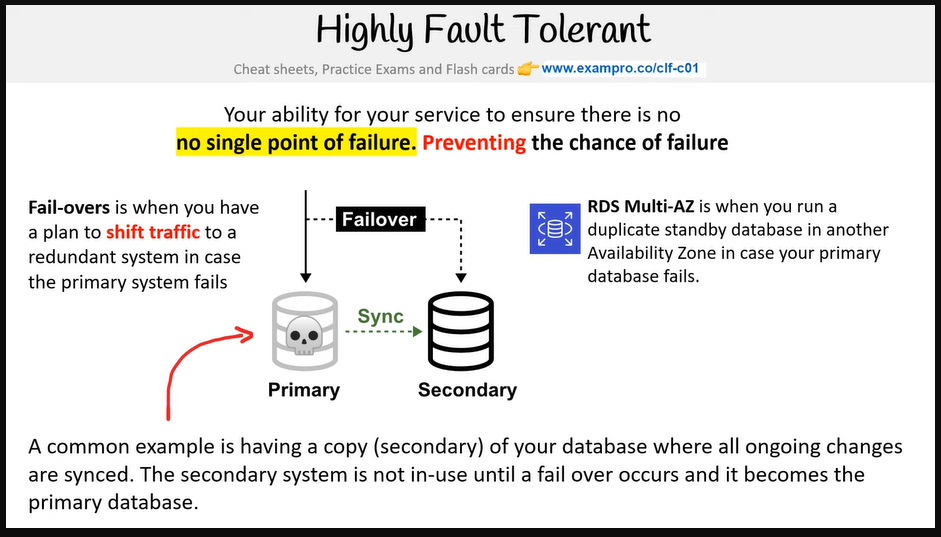 Highly Fault Tolerant
Cheat sheets, Practice Exams and Flash cards 👉 www.exampro.co/clf-c01
Your ability for your service to ensure there is no
no single point of failure. Preventing the chance of failure
Fail-overs is when you have
a plan to shift traffic to a
redundant system in case
the primary system fails
Failover
Sync
Primary
Secondary
RDS Multi-AZ is when you run a
duplicate standby database in another
Availability Zone in case your primary
database fails.
A common example is having a copy (secondary) of your database where all ongoing changes
are synced. The secondary system is not in-use until a fail over occurs and it becomes the
primary database.